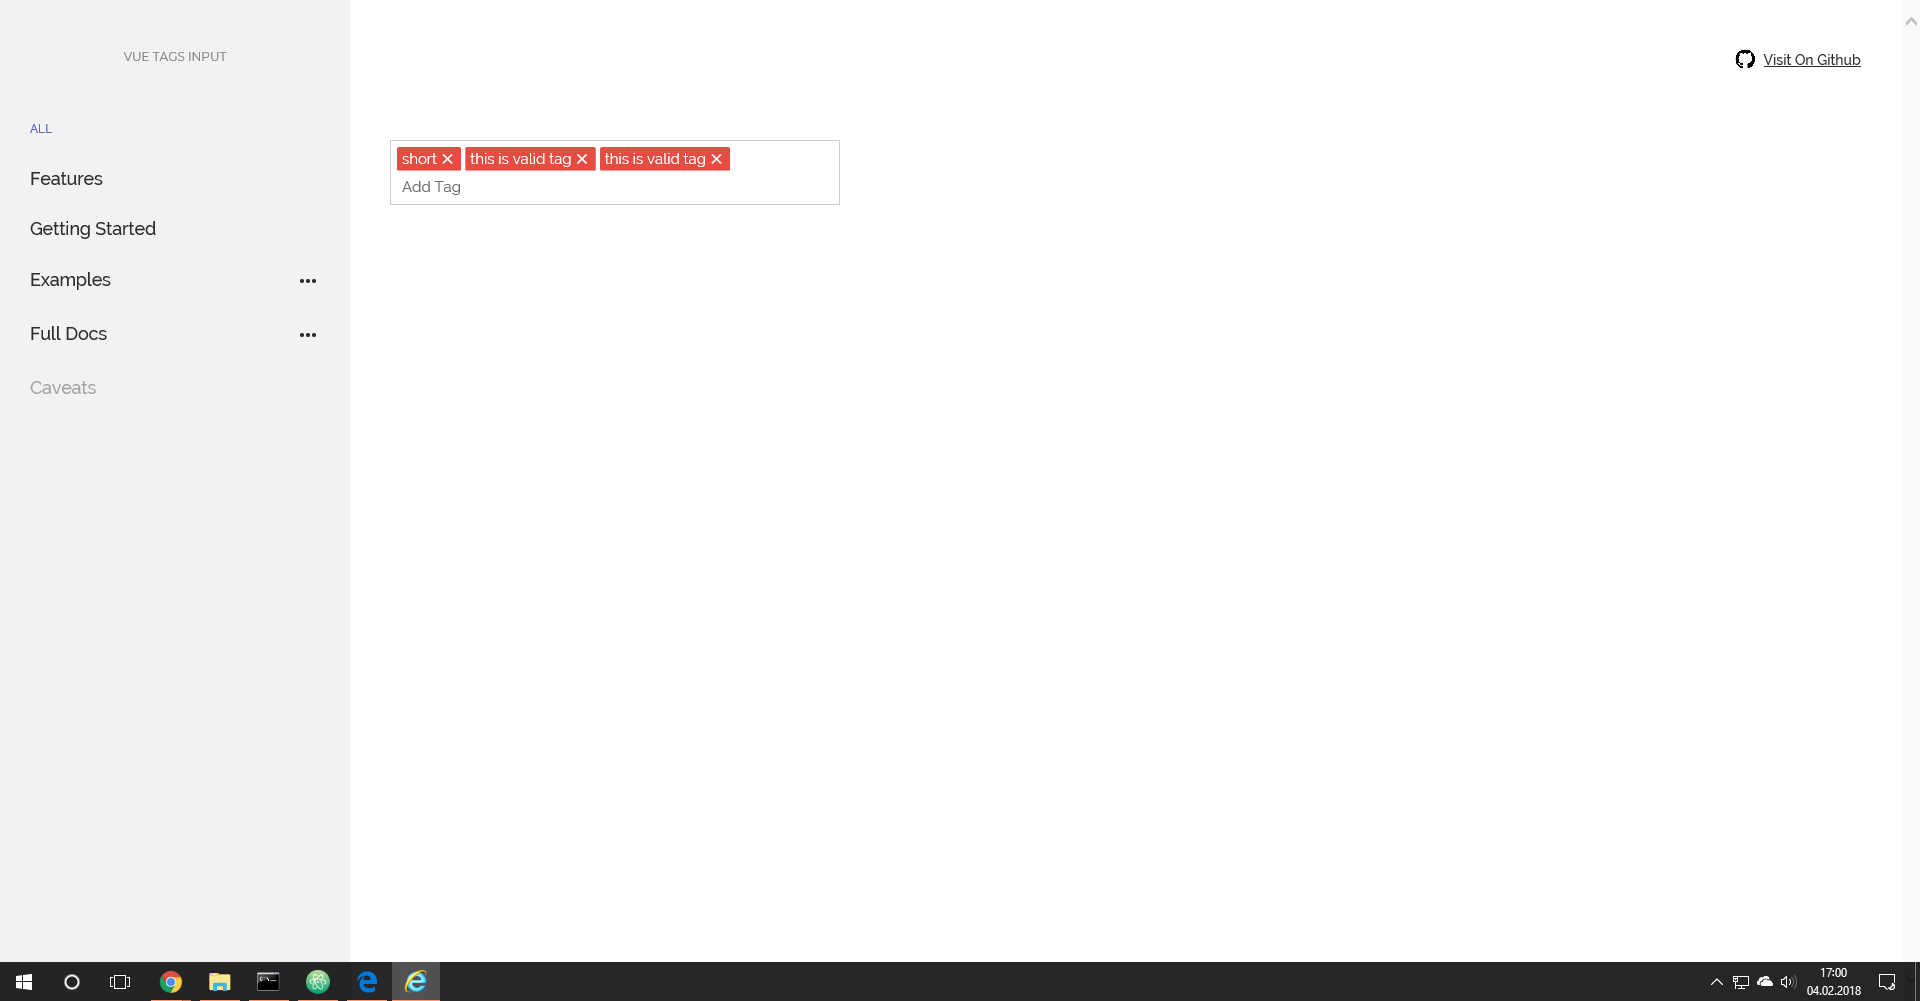 VUE TAGS INPUT
Visit On Github
ALL
Features
Getting Started
Examples
Full Docs
Caveats
short
this is valid tag
this is valid tag
Add Tag
17:00
04.02.2018